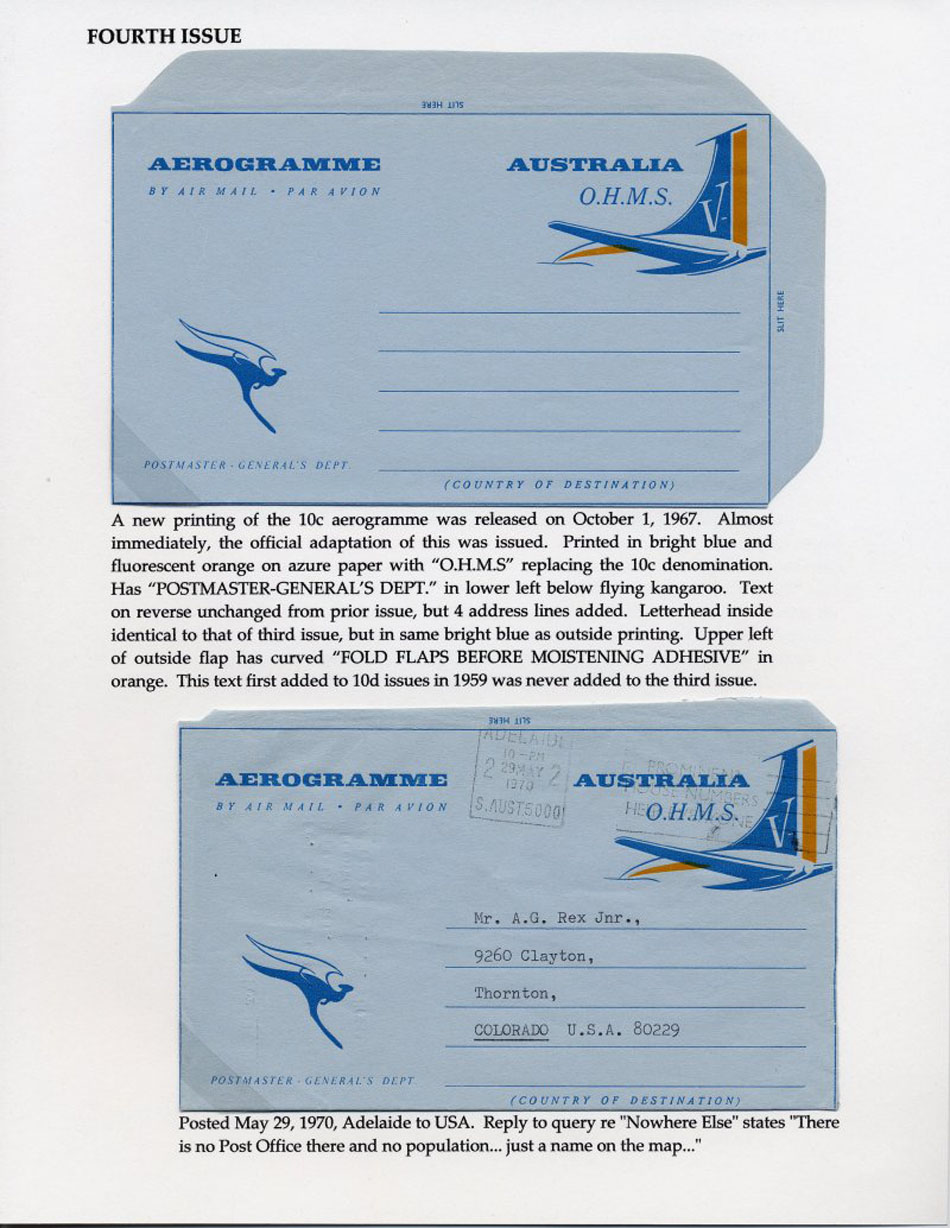 FOURTH ISSUE
SLIT HERE
AEROGRAMME
BY AIR MAIL • PAR AVION
AUSTRALIA
O.H.M.S.
V
SLIT HERE
POSTMASTER - GENERAL'S DEPT.
(COUNTRY OF DESTINATION)
A new printing of the 10c aerogramme was released on October 1, 1967. Almost
immediately, the official adaptation of this was issued. Printed in bright blue and
fluorescent orange on azure paper with “O.H.M.S” replacing the 10c denomination.
Has “POSTMASTER-GENERAL’S DEPT.” in lower left below flying kangaroo. Text
on reverse unchanged from prior issue, but 4 address lines added. Letterhead inside
identical to that of third issue, but in same bright blue as outside printing. Upper left
of outside flap has curved “FOLD FLAPS BEFORE MOISTENING ADHESIVE” in
orange. This text first added to 10d issues in 1959 was never added to the third issue.
SLIT HERE
AEROGRAMME
BY AIR MAIL • PAR AVION
ADELAIDE
10-PM
2 29MAY 2
1970
S.AUST.5000
AUSTRALIA
PROMINENT
HOUSE NUMBERS
O.H.M.S.
V
Mr. A.G. Rex Jnr.,
9260 Clayton,
Thornton,
COLORADO U.S.A. 80229
POSTMASTER - GENERAL'S DEPT.
(COUNTRY OF DESTINATION)
Posted May 29, 1970, Adelaide to USA. Reply to query re "Nowhere Else" states "There
is no Post Office there and no population... just a name on the map..."